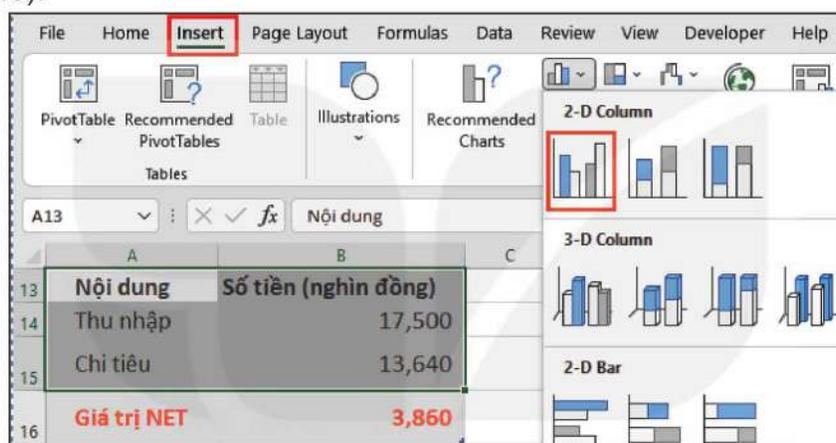 File Home Insert Page Layout Formulas Data Review View Developer Help
PivotTable Recommended PivotTables Table Illustrations Recommended Charts
Tables
2-D Column
A13 fx Nội dung
3-D Column
A B C
13 Nội dung Số tiền (nghìn đồng)
14 Thu nhập 17,500
15 Chi tiêu 13,640
2-D Bar
16 Giá trị NET 3,860